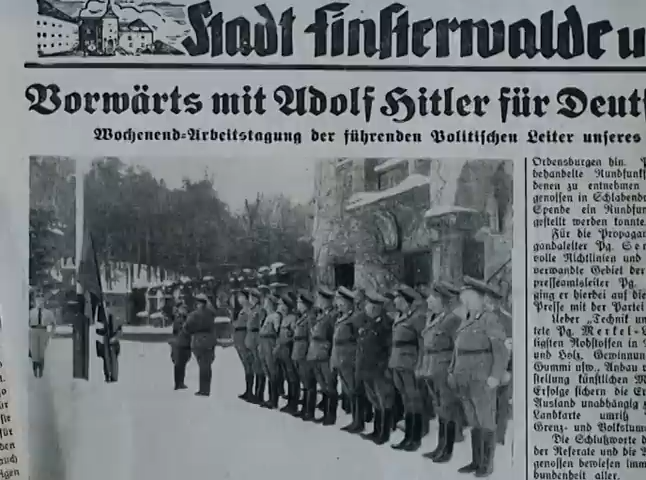 Stadt Finsterwalde u
Vorwärts mit Adolf Hitler für Deut
Wochenend=Arbeitstagung der führenden Politischen Leiter unseres
Ordensburgen hin.
behandelte Rundfunk
denen zu entnehmen
genossen in Schlabend
Spende ein Rundfun
gestellt werden konnte.
Für die Propagan
gandaleiter Pg.
volle Richtlinien und
verwandte Gebiet der
presseamtsleiter Pg.
ging er hierbei auf die
Presse mit der Partei
Ueber „Technik un
tete Pg. Merkel-
tigsten Rohstoffen in
und Holz, Gewinnun
Gummi usw., Anbau
stellung künstlichen
Erfolge sichern die Er
Ausland unabhängig
Landkarte umriß
Grenz- und Volkstum
Die Schlußworte d
der Referate und die
genossen bewiesen imm
bundenheit aller.